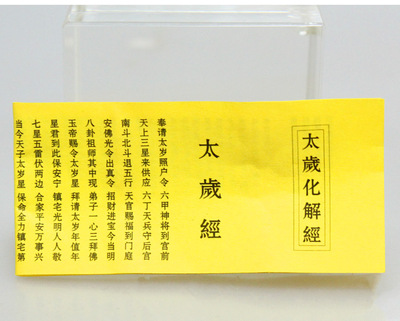 太歲化解經
太歲經
奉请太岁照户令 六甲神将到宫前
天上三星来供应 六丁天兵守后宫
南斗北斗退五行 天官赐福到门庭
安佛光令出真令 招财进宝今当明
八卦祖师其中现 弟子一心三拜佛
玉帝赐令太岁星 拜请太岁年值年
星君到此保安宁 镇宅光明人人敬
七星五雷伏两边 合家平安万事兴
当今天子太岁星 保命全力镇宅第